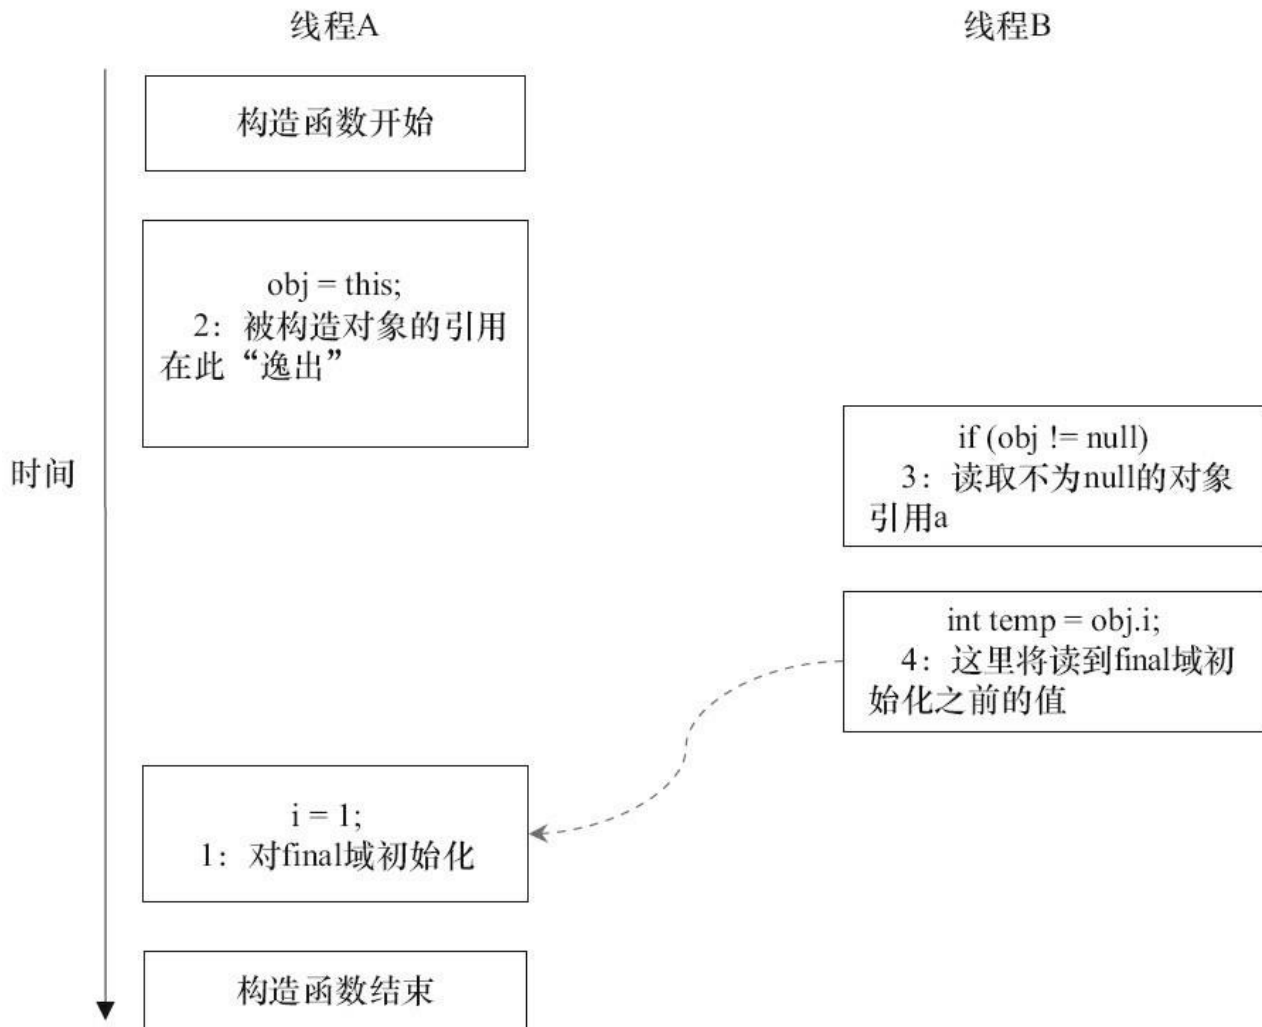 线程A
线程B
构造函数开始
obj = this;
2：被构造对象的引用
在此“逸出”
if (obj != null)
3：读取不为null的对象
引用a
时间
int temp = obj.i;
4：这里将读到final域初
始化之前的值
i = 1;
1：对final域初始化
构造函数结束